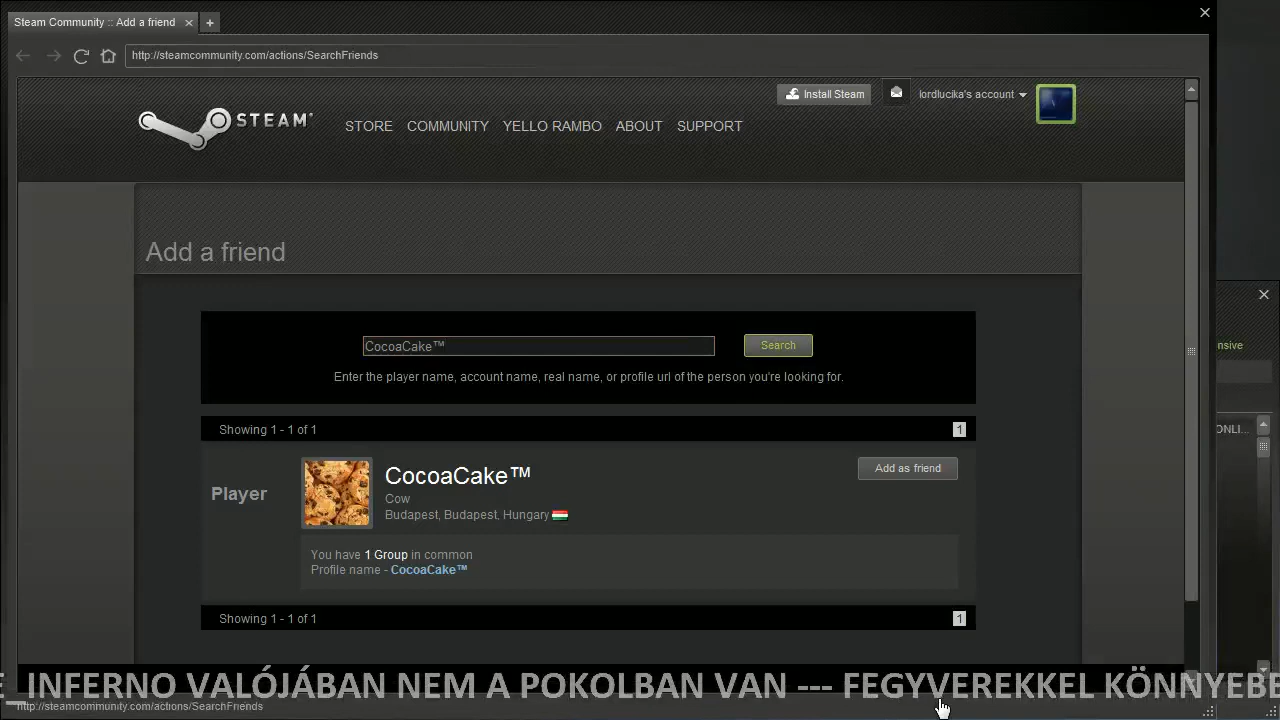 Steam Community :: Add a friend
http://steamcommunity.com/actions/SearchFriends
Install Steam
lordlucika's account
STEAM®
STORE COMMUNITY YELLO RAMBO ABOUT SUPPORT
Add a friend
CocoaCake™
Search
Enter the player name, account name, real name, or profile url of the person you're looking for.
Showing 1 - 1 of 1
1
Player
CocoaCake™
Add as friend
Cow
Budapest, Budapest, Hungary
You have 1 Group in common
Profile name - CocoaCake™
Showing 1 - 1 of 1
1
nsive
ONLI...
INFERNO VALÓJÁBAN NEM A POKOLBAN VAN --- FEGYVEREKKEL KÖNNYEBE
http://steamcommunity.com/actions/SearchFriends